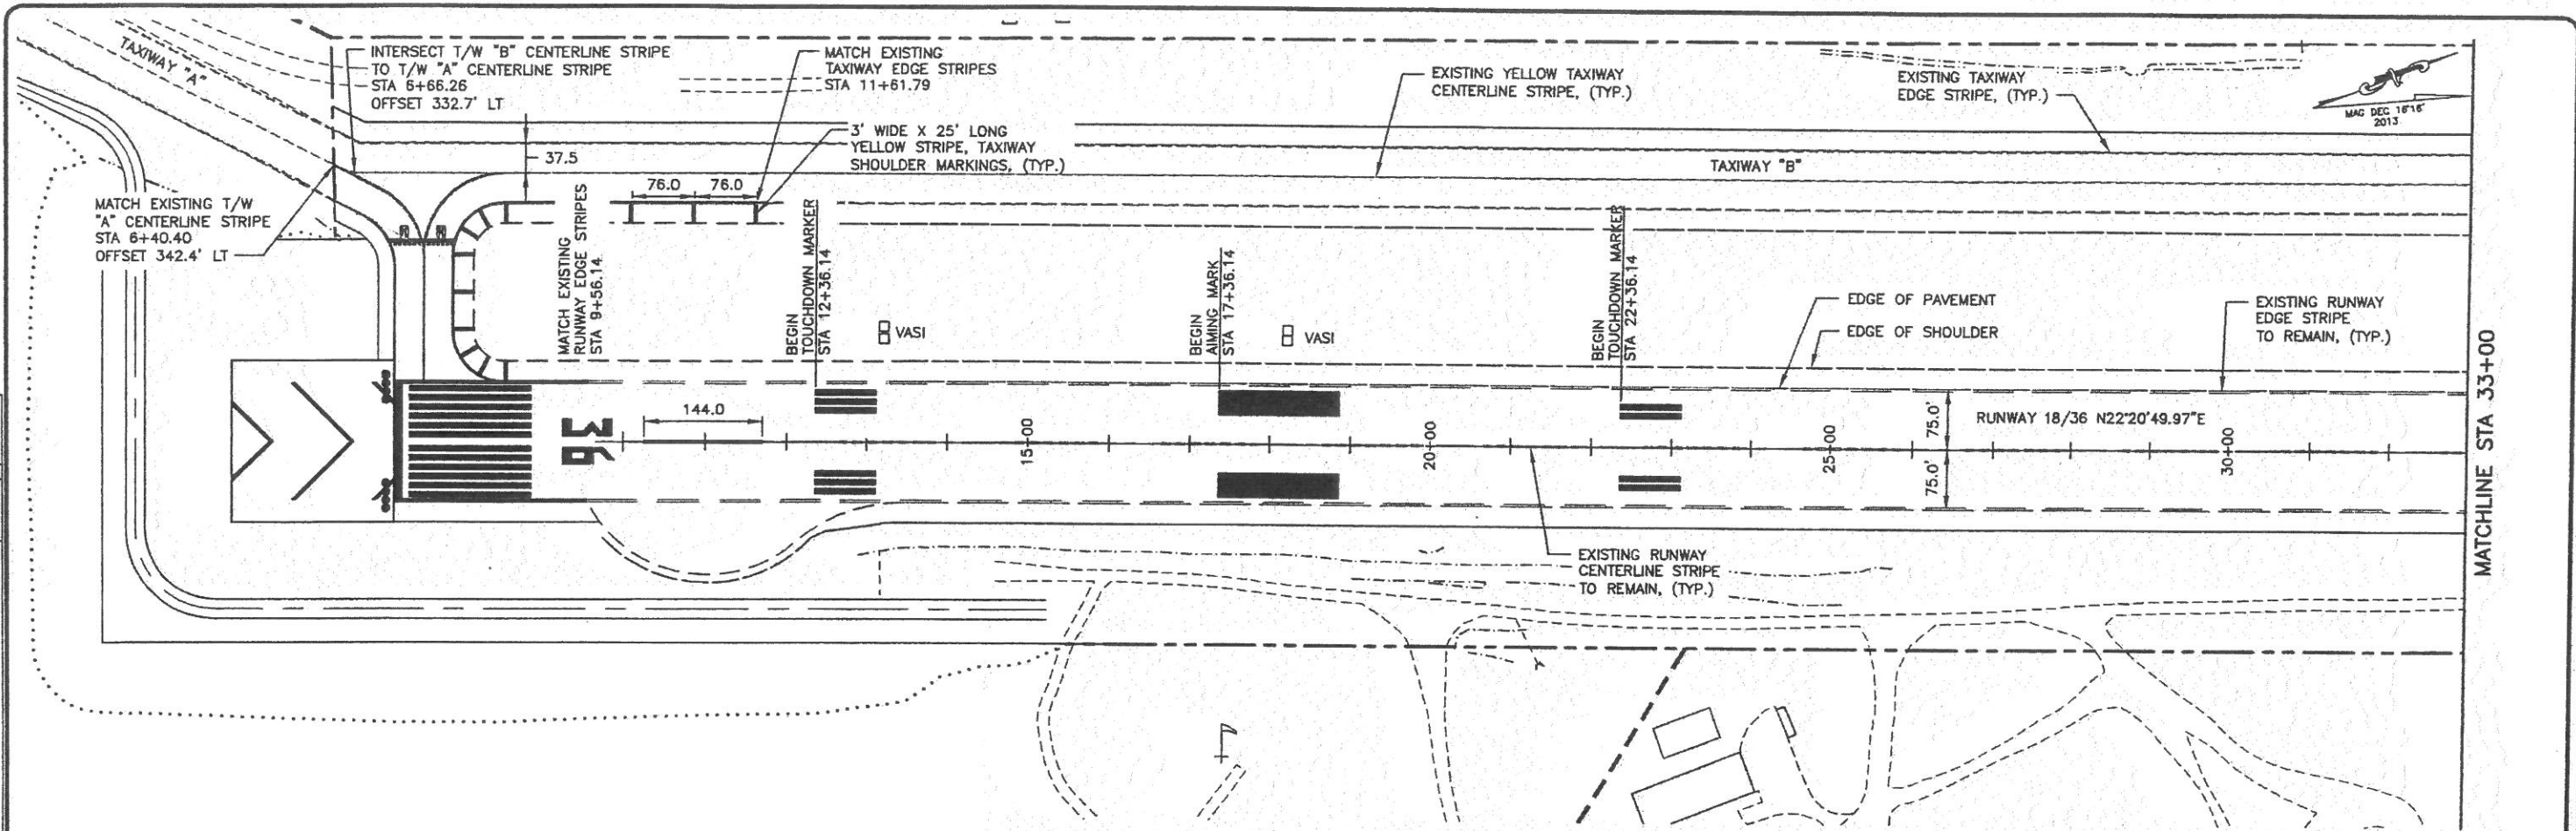 TAXIWAY "A"
INTERSECT T/W "B" CENTERLINE STRIPE
TO T/W "A" CENTERLINE STRIPE
STA 6+66.26
OFFSET 332.7' LT
MATCH EXISTING
TAXIWAY EDGE STRIPES
STA 11+61.79
EXISTING YELLOW TAXIWAY
CENTERLINE STRIPE, (TYP.)
EXISTING TAXIWAY
EDGE STRIPE, (TYP.)
MAG DEC 16°16'
2013
3' WIDE X 25' LONG
YELLOW STRIPE, TAXIWAY
SHOULDER MARKINGS, (TYP.)
37.5
TAXIWAY "B"
76.0
76.0
MATCH EXISTING T/W
"A" CENTERLINE STRIPE
STA 6+40.40
OFFSET 342.4' LT
MATCH EXISTING
RUNWAY EDGE STRIPES
STA 9+56.14
BEGIN
TOUCHDOWN MARKER
STA 12+36.14
VASI
BEGIN
AIMING MARK
STA 17+36.14
VASI
BEGIN
TOUCHDOWN MARKER
STA 22+36.14
EDGE OF PAVEMENT
EDGE OF SHOULDER
EXISTING RUNWAY
EDGE STRIPE
TO REMAIN, (TYP.)
36
144.0
15+00
20+00
25+00
30+00
75.0'
75.0'
RUNWAY 18/36 N22°20'49.97"E
EXISTING RUNWAY
CENTERLINE STRIPE
TO REMAIN, (TYP.)
MATCHLINE STA 33+00